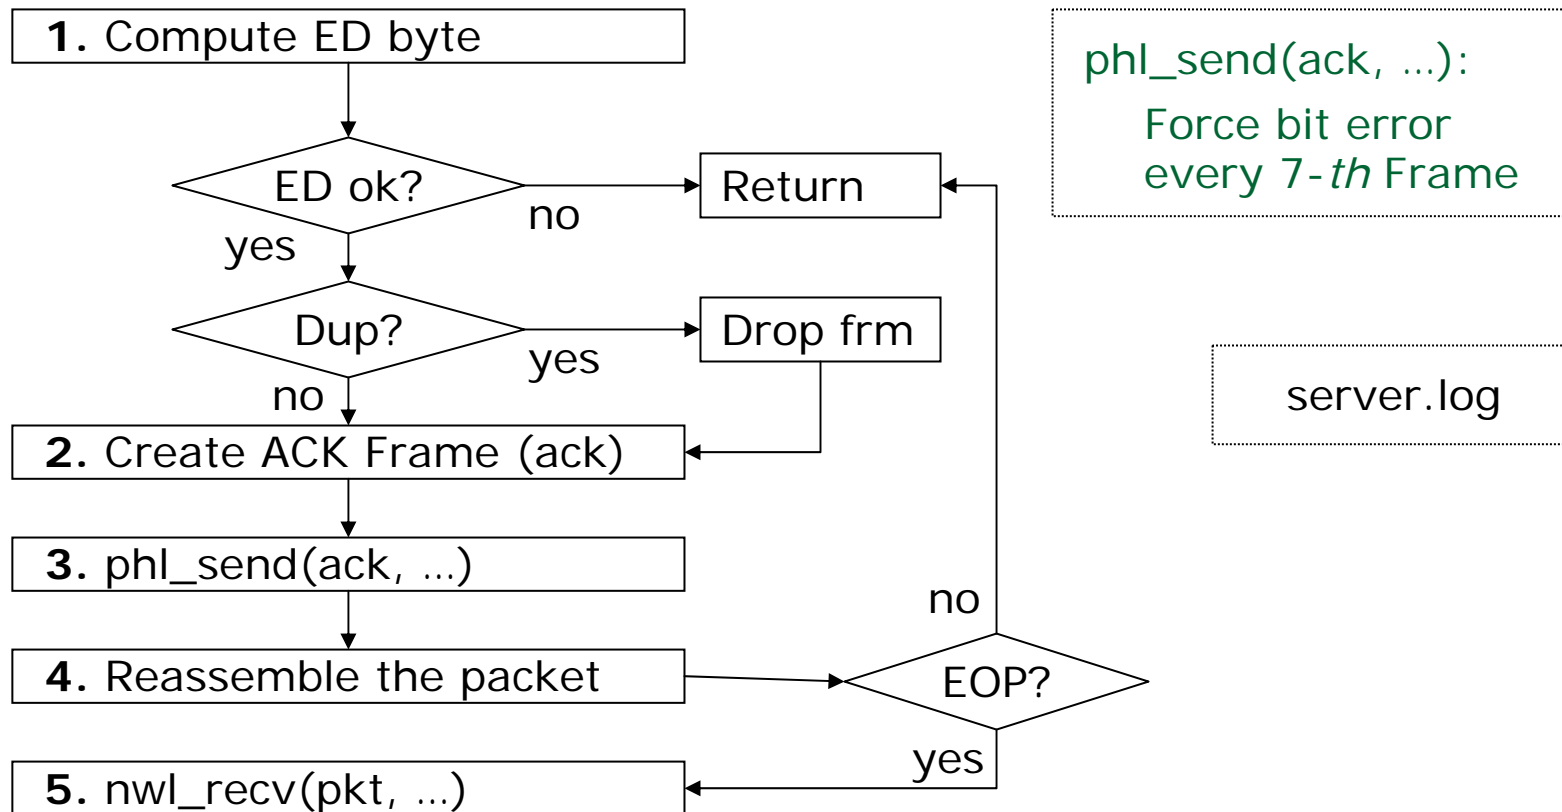 1. Compute ED byte
phl_send(ack, ...):
Force bit error
every 7-th Frame
ED ok?
Return
no
yes
Dup?
Drop frm
yes
no
server.log
2. Create ACK Frame (ack)
3. phl_send(ack, ...)
no
4. Reassemble the packet
EOP?
yes
5. nwl_recv(pkt, ...)